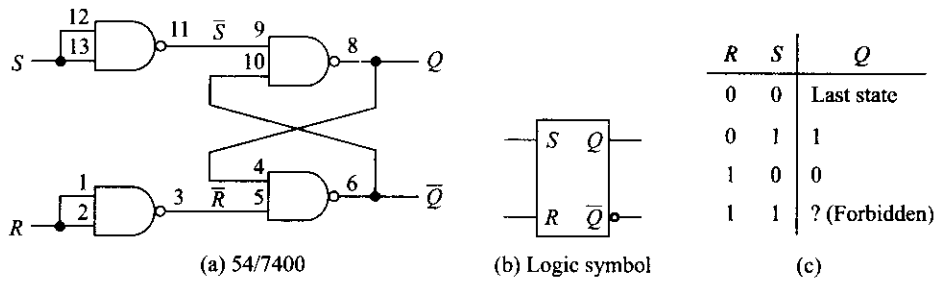 12
13
S
11
S̅
9
10
8
Q
1
2
R
3
R̅
4
5
6
Q̅
(a) 54/7400
S Q
R Q̅
(b) Logic symbol
R S Q
0 0 Last state
0 1 1
1 0 0
1 1 ? (Forbidden)
(c)